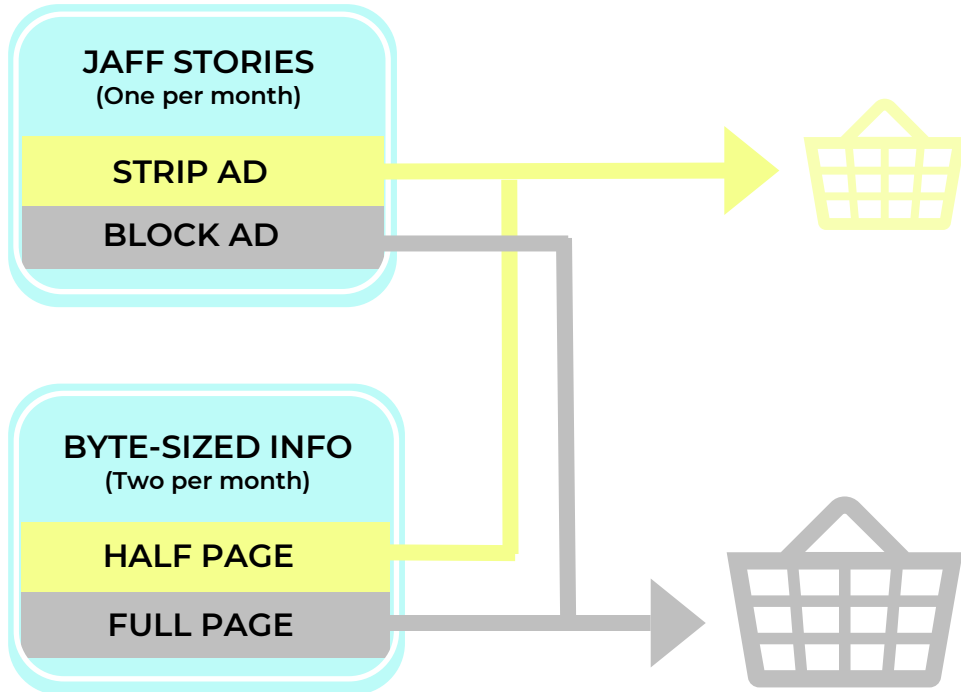 JAFF STORIES
(One per month)
STRIP AD
BLOCK AD
BYTE-SIZED INFO
(Two per month)
HALF PAGE
FULL PAGE